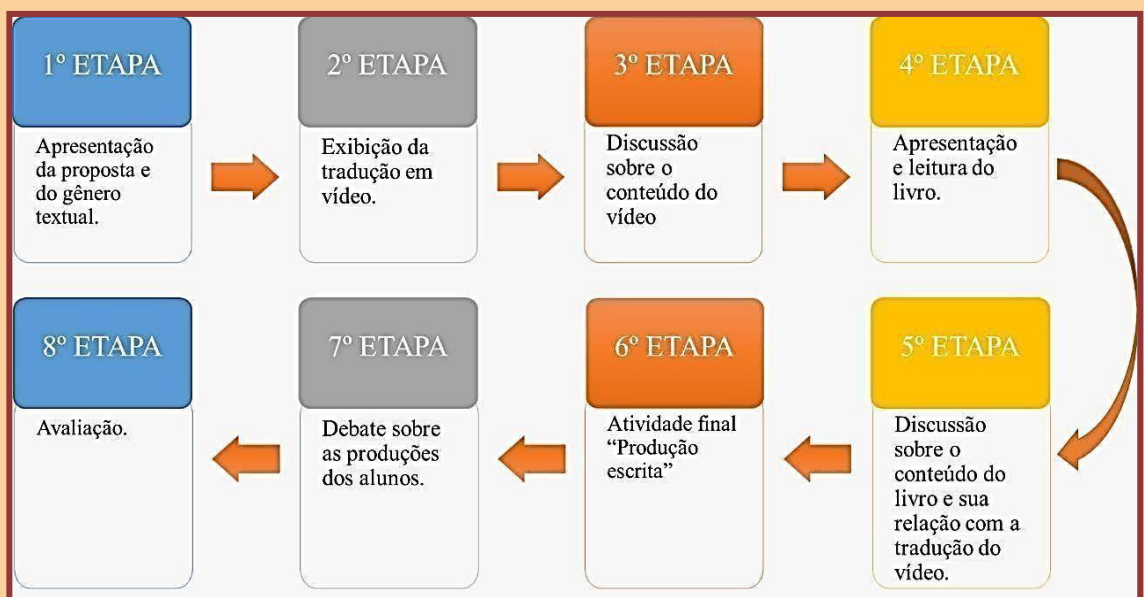 1º ETAPA
Apresentação
da proposta e
do gênero
textual.
2º ETAPA
Exibição da
tradução em
vídeo.
3º ETAPA
Discussão
sobre o
conteúdo do
vídeo
4º ETAPA
Apresentação
e leitura do
livro.
5º ETAPA
Discussão
sobre o
conteúdo do
livro e sua
relação com a
tradução do
vídeo.
6º ETAPA
Atividade final
“Produção
escrita”
7º ETAPA
Debate sobre
as produções
dos alunos.
8º ETAPA
Avaliação.